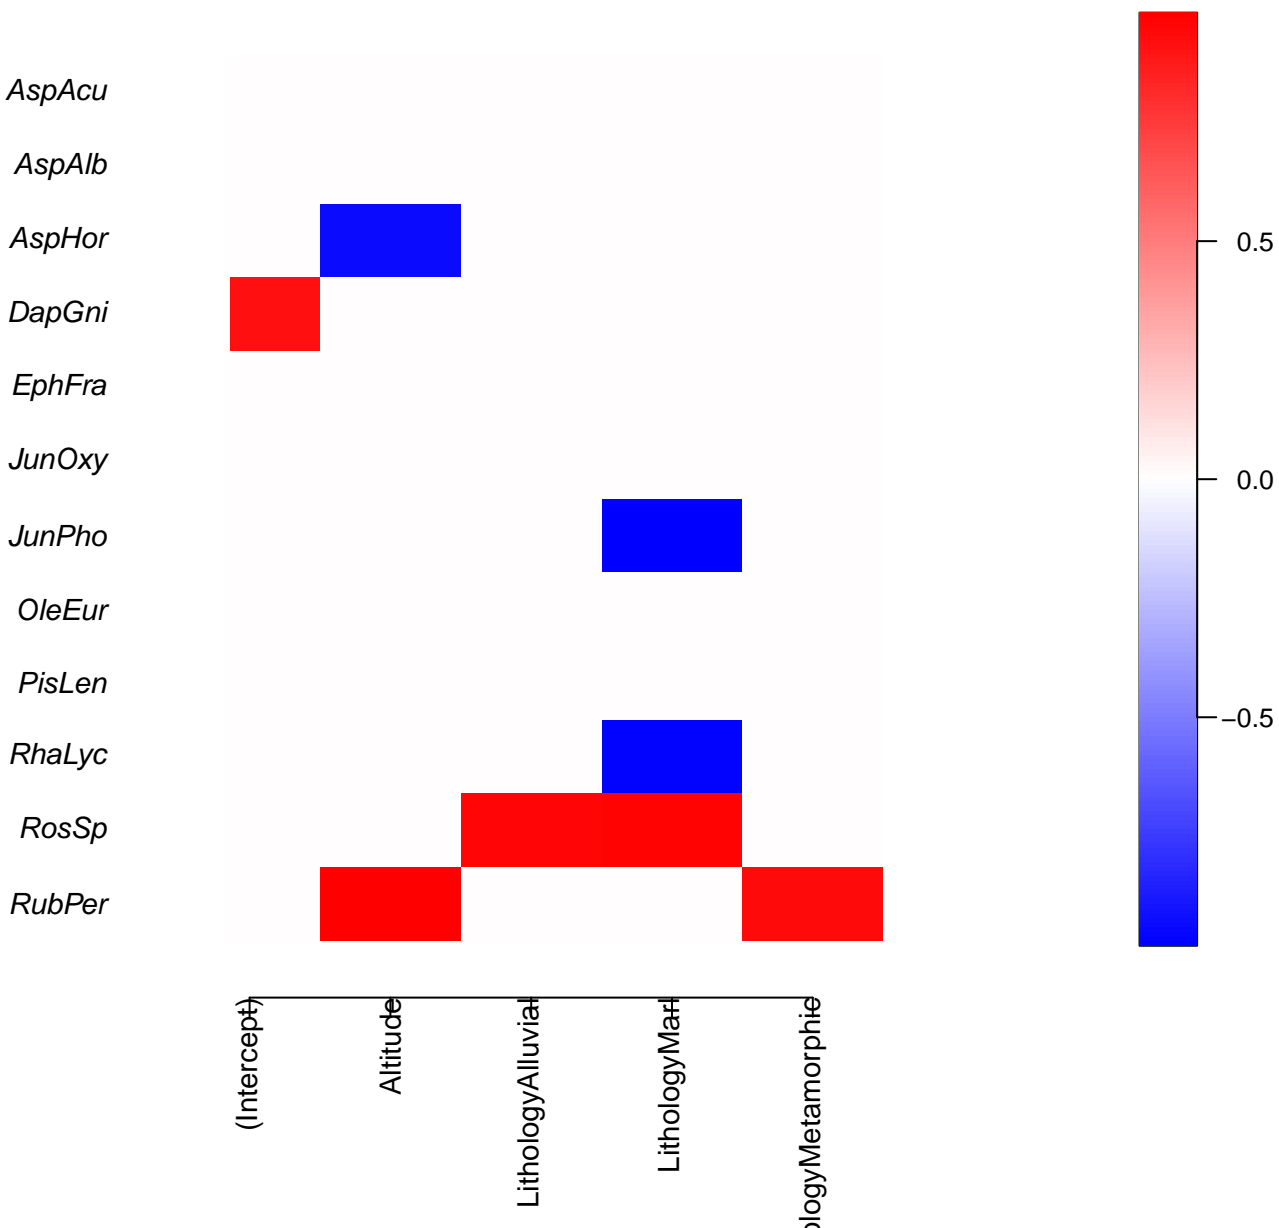 AspAcu
AspAlb
AspHor
DapGni
EphFra
JunOxy
JunPho
OleEur
PisLen
RhaLyc
RosSp
RubPer
0.5
0.0
−0.5
(Intercept)
Altitude
LithologyAlluvial
LithologyMarl
ologyMetamorphic